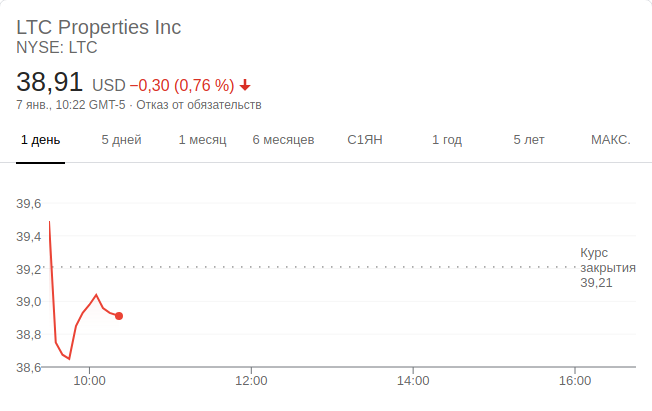 LTC Properties Inc
NYSE: LTC
38,91 USD −0,30 (0,76 %) ↓
7 янв., 10:22 GMT-5 · Отказ от обязательств
1 день 5 дней 1 месяц 6 месяцев С1ЯН 1 год 5 лет МАКС.
39,6
39,4
39,2
39,0
38,8
38,6
Курс
закрытия
39,21
10:00 12:00 14:00 16:00